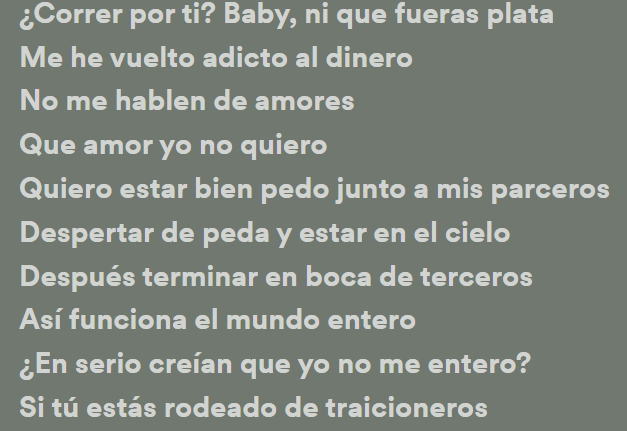 ¿Correr por ti? Baby, ni que fueras plata
Me he vuelto adicto al dinero
No me hablen de amores
Que amor yo no quiero
Quiero estar bien pedo junto a mis parceros
Despertar de peda y estar en el cielo
Después terminar en boca de terceros
Así funciona el mundo entero
¿En serio creían que yo no me entero?
Si tú estás rodeado de traicioneros